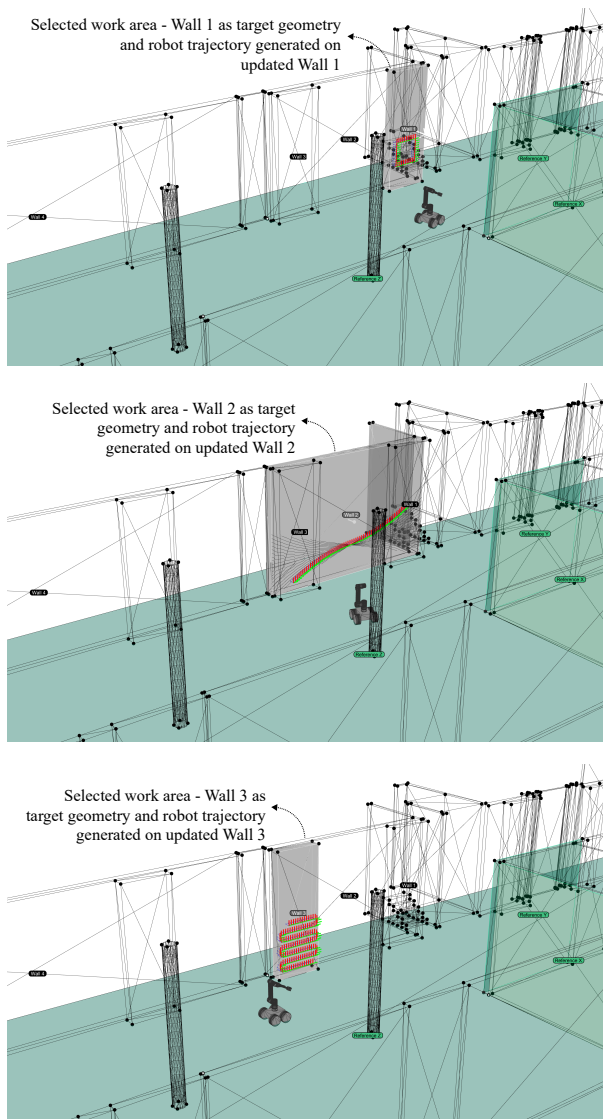 Selected work area - Wall 1 as target geometry
and robot trajectory generated on
updated Wall 1
Wall 1
Wall 2
Wall 3
Reference Y
Reference X
Wall 4
Reference Z
Selected work area - Wall 2 as target
geometry and robot trajectory
generated on updated Wall 2
Wall 1
Wall 2
Wall 3
Reference Y
Reference X
Wall 4
Reference Z
Selected work area - Wall 3 as
target geometry and robot trajectory
generated on updated Wall 3
Wall 1
Wall 2
Wall 3
Reference Y
Reference X
Wall 4
Reference Z